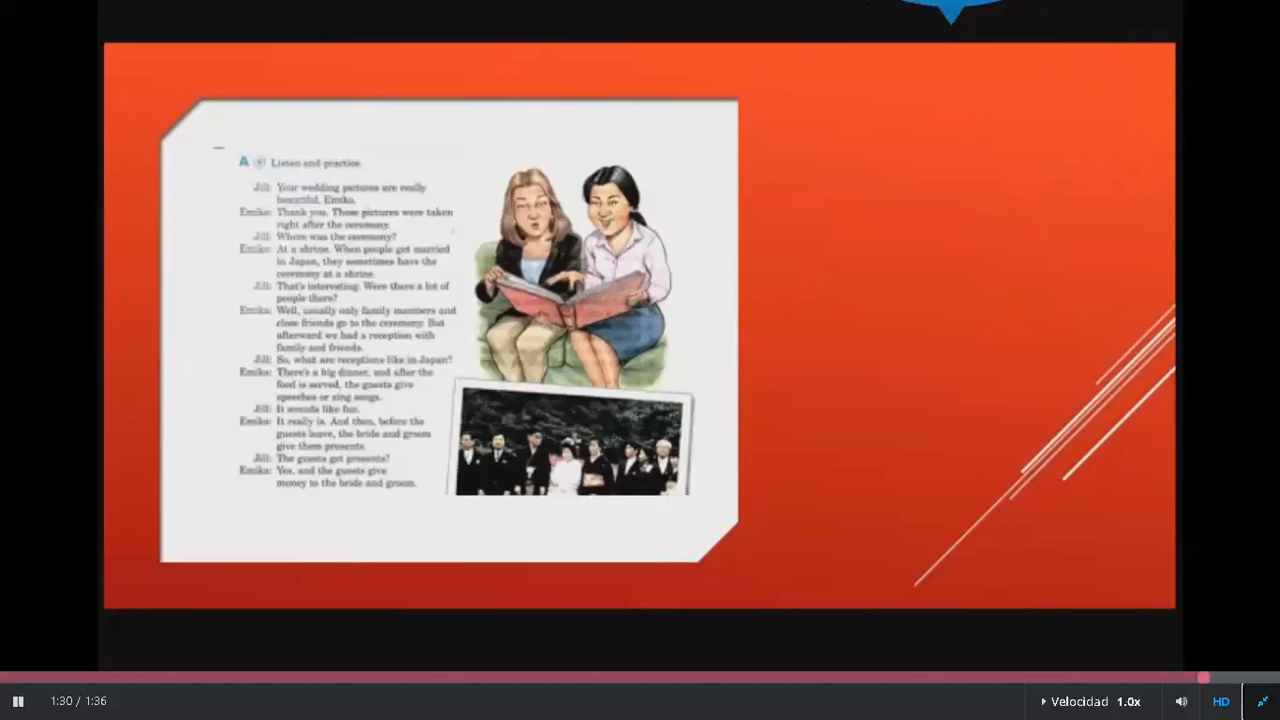 A Listen and practice
Jill: Your wedding pictures are really
beautiful, Emiko.
Emiko: Thank you. Those pictures were taken
right after the ceremony.
Jill: Where was the ceremony?
Emiko: At a shrine. When people get married
in Japan, they sometimes have the
ceremony at a shrine.
Jill: That's interesting. Were there a lot of
people there?
Emiko: Well, usually only family members and
close friends go to the ceremony. But
afterward we had a reception with
family and friends.
Jill: So, what are receptions like in Japan?
Emiko: There's a big dinner, and after the
food is served, the guests give
speeches or sing songs.
Jill: It sounds like fun.
Emiko: It really is. And then, before the
guests leave, the bride and groom
give them presents.
Jill: The guests get presents?
Emiko: Yes, and the guests give
money to the bride and groom.
1:30 / 1:36
Velocidad 1.0x
HD